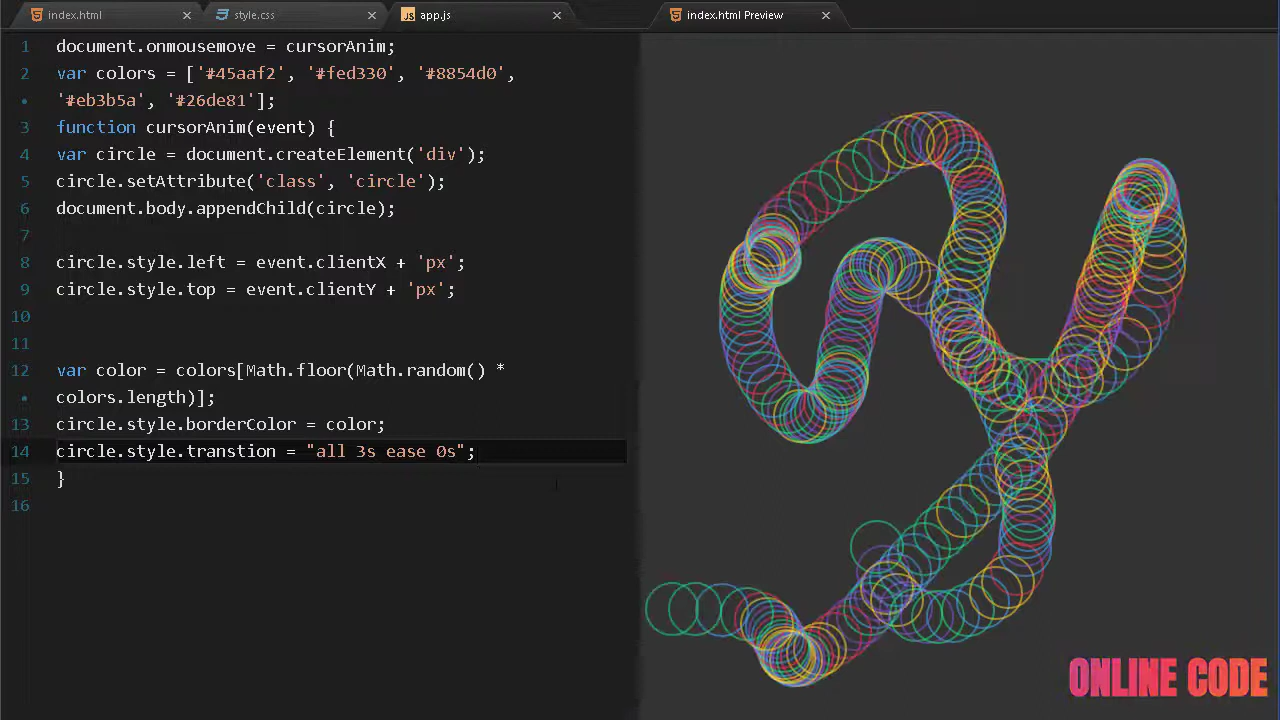 index.html
style.css
app.js
index.html Preview
1 document.onmousemove = cursorAnim;
2 var colors = ['#45aaf2', '#fed330', '#8854d0',
'#eb3b5a', '#26de81'];
3 function cursorAnim(event) {
4 var circle = document.createElement('div');
5 circle.setAttribute('class', 'circle');
6 document.body.appendChild(circle);
7
8 circle.style.left = event.clientX + 'px';
9 circle.style.top = event.clientY + 'px';
10
11
12 var color = colors[Math.floor(Math.random() *
colors.length)];
13 circle.style.borderColor = color;
14 circle.style.transtion = "all 3s ease 0s";
15 }
16
ONLINE CODE